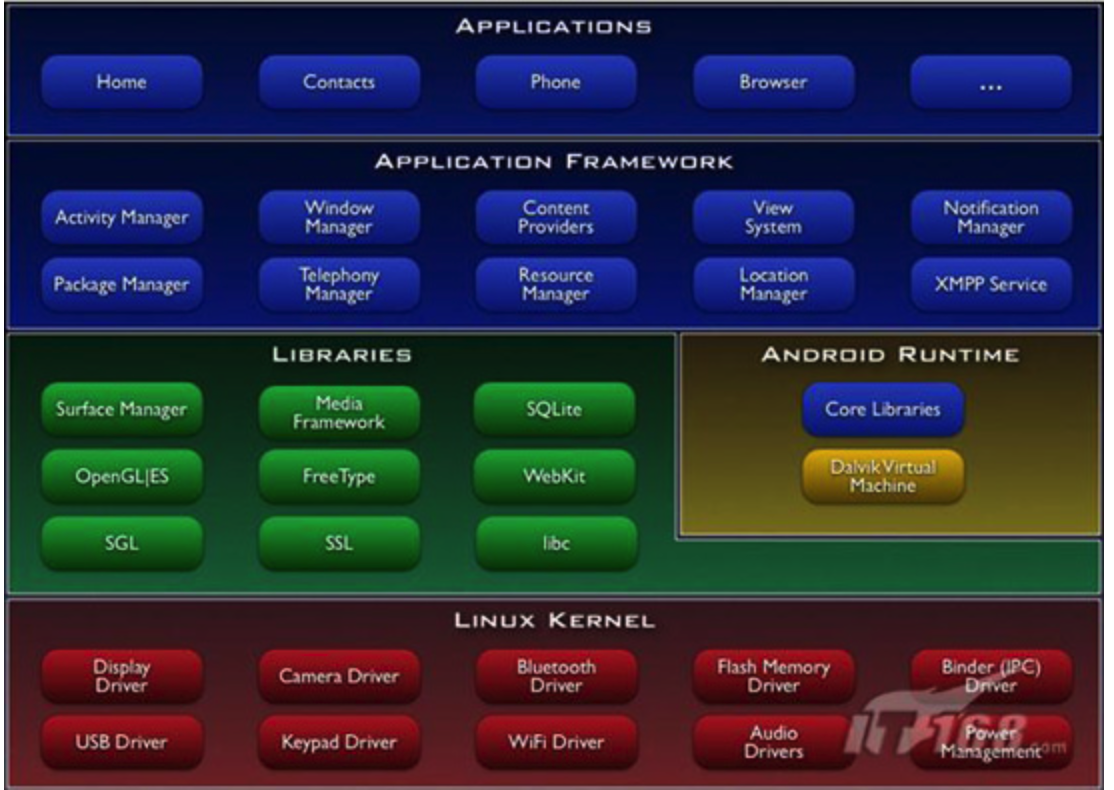 APPLICATIONS
Home
Contacts
Phone
Browser
...
APPLICATION FRAMEWORK
Activity Manager
Window
Manager
Content
Providers
View
System
Notification
Manager
Package Manager
Telephony
Manager
Resource
Manager
Location
Manager
XMPP Service
LIBRARIES
Surface Manager
Media
Framework
SQLite
OpenGL|ES
FreeType
WebKit
SGL
SSL
libc
ANDROID RUNTIME
Core Libraries
Dalvik Virtual
Machine
LINUX KERNEL
Display
Driver
Camera Driver
Bluetooth
Driver
Flash Memory
Driver
Binder (IPC)
Driver
USB Driver
Keypad Driver
WiFi Driver
Audio
Drivers
Power
Management
IT168.com